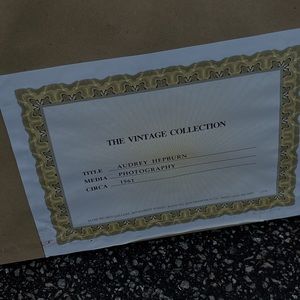 THE VINTAGE COLLECTION
TITLE AUDREY HEPBURN
MEDIA PHOTOGRAPHY
CIRCA 1961